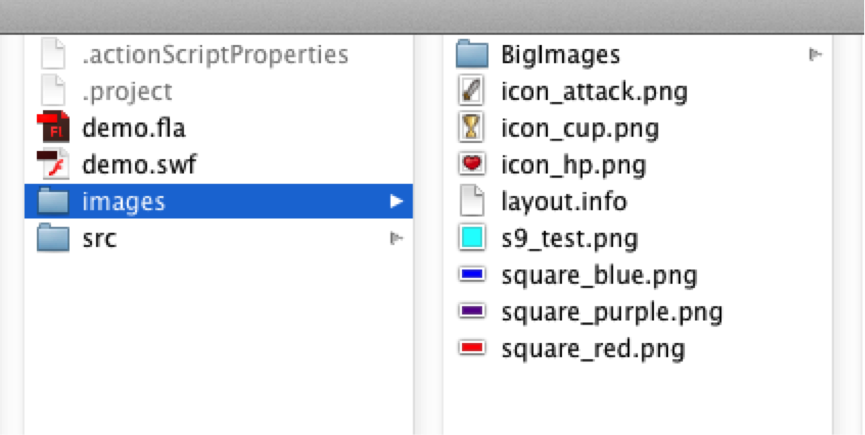 .actionScriptProperties
.project
demo.fla
demo.swf
images
src
BigImages
icon_attack.png
icon_cup.png
icon_hp.png
layout.info
s9_test.png
square_blue.png
square_purple.png
square_red.png